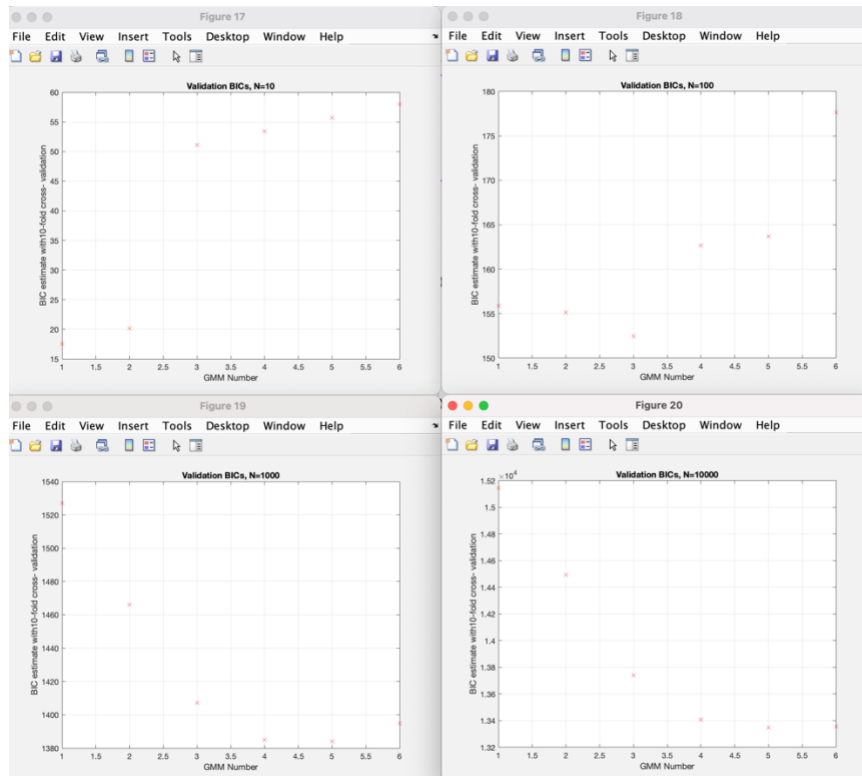 Figure 17
File Edit View Insert Tools Desktop Window Help
Validation BICs, N=10
BIC estimate with10-fold cross- validation
60
55
50
45
40
35
30
25
20
15
1 1.5 2 2.5 3 3.5 4 4.5 5 5.5 6
GMM Number
Figure 18
File Edit View Insert Tools Desktop Window Help
Validation BICs, N=100
BIC estimate with10-fold cross- validation
180
175
170
165
160
155
150
1 1.5 2 2.5 3 3.5 4 4.5 5 5.5 6
GMM Number
Figure 19
File Edit View Insert Tools Desktop Window Help
Validation BICs, N=1000
BIC estimate with10-fold cross- validation
1540
1520
1500
1480
1460
1440
1420
1400
1380
1 1.5 2 2.5 3 3.5 4 4.5 5 5.5 6
GMM Number
Figure 20
File Edit View Insert Tools Desktop Window Help
Validation BICs, N=10000
BIC estimate with10-fold cross- validation
1.52 ×10⁴
1.5
1.48
1.46
1.44
1.42
1.4
1.38
1.36
1.34
1.32
1 1.5 2 2.5 3 3.5 4 4.5 5 5.5 6
GMM Number